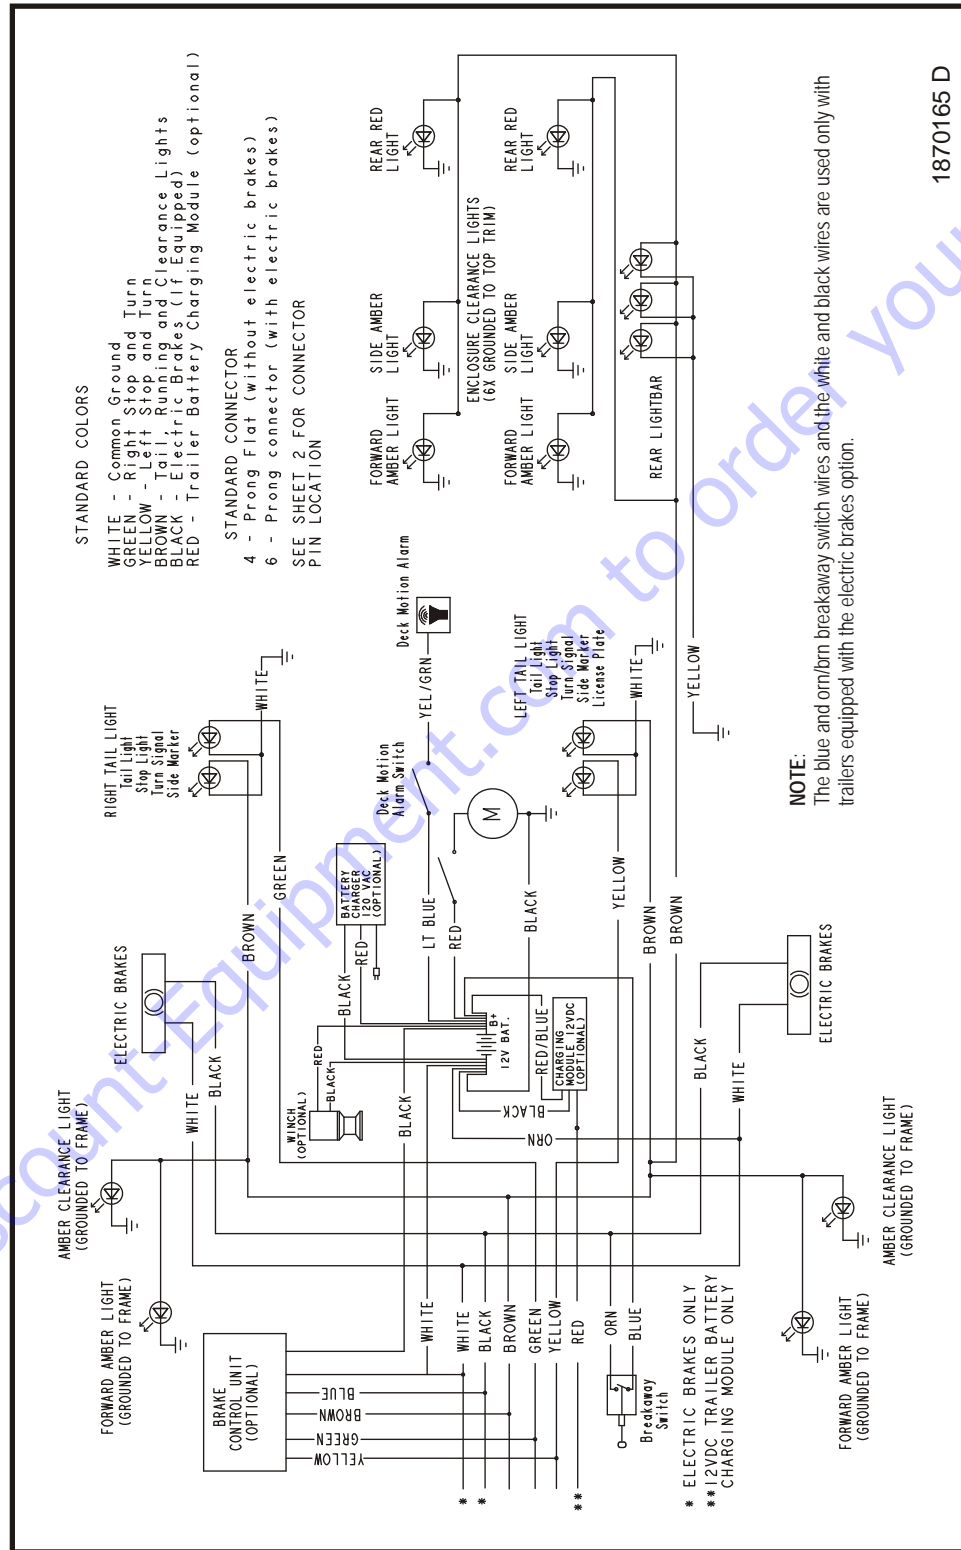 STANDARD COLORS
WHITE - Common Ground
GREEN - Right Stop and Turn
YELLOW - Left Stop and Turn
BROWN - Tail, Running and Clearance Lights
BLACK - Electric Brakes (If Equipped)
RED - Trailer Battery Charging Module (optional)
STANDARD CONNECTOR
4 - Prong Flat (without electric brakes)
6 - Prong connector (with electric brakes)
SEE SHEET 2 FOR CONNECTOR
PIN LOCATION
FORWARD AMBER LIGHT
(GROUNDED TO FRAME)
AMBER CLEARANCE LIGHT
(GROUNDED TO FRAME)
ELECTRIC BRAKES
WHITE
BLACK
BROWN
GREEN
RIGHT TAIL LIGHT
Tail Light
Stop Light
Turn Signal
Side Marker
WHITE
BRAKE
CONTROL UNIT
(OPTIONAL)
BLUE
BROWN
GREEN
YELLOW
WINCH
(OPTIONAL)
RED
BLACK
BLACK
BATTERY
CHARGER
120 VAC
(OPTIONAL)
BLACK
RED
LT BLUE
RED
Deck Motion
Alarm Switch
YEL/GRN
Deck Motion Alarm
M
BLACK
B+
12V BAT.
RED/BLUE
CHARGING
MODULE 12VDC
(OPTIONAL)
BLACK
ORN
WHITE
WHITE
BLACK
BROWN
GREEN
YELLOW
RED
*
*
**
ORN
BLUE
Breakaway
Switch
LEFT TAIL LIGHT
Tail Light
Stop Light
Turn Signal
Side Marker
License Plate
WHITE
YELLOW
BROWN
BROWN
YELLOW
BLACK
WHITE
ELECTRIC BRAKES
AMBER CLEARANCE LIGHT
(GROUNDED TO FRAME)
FORWARD AMBER LIGHT
(GROUNDED TO FRAME)
* ELECTRIC BRAKES ONLY
**12VDC TRAILER BATTERY
CHARGING MODULE ONLY
FORWARD
AMBER LIGHT
SIDE AMBER
LIGHT
REAR RED
LIGHT
ENCLOSURE CLEARANCE LIGHTS
(6X GROUNDED TO TOP TRIM)
FORWARD
AMBER LIGHT
SIDE AMBER
LIGHT
REAR RED
LIGHT
REAR LIGHTBAR
NOTE:
The blue and orn/brn breakaway switch wires and the white and black wires are used only with
trailers equipped with the electric brakes option.
1870165 D
scount-Equipment.com to order your